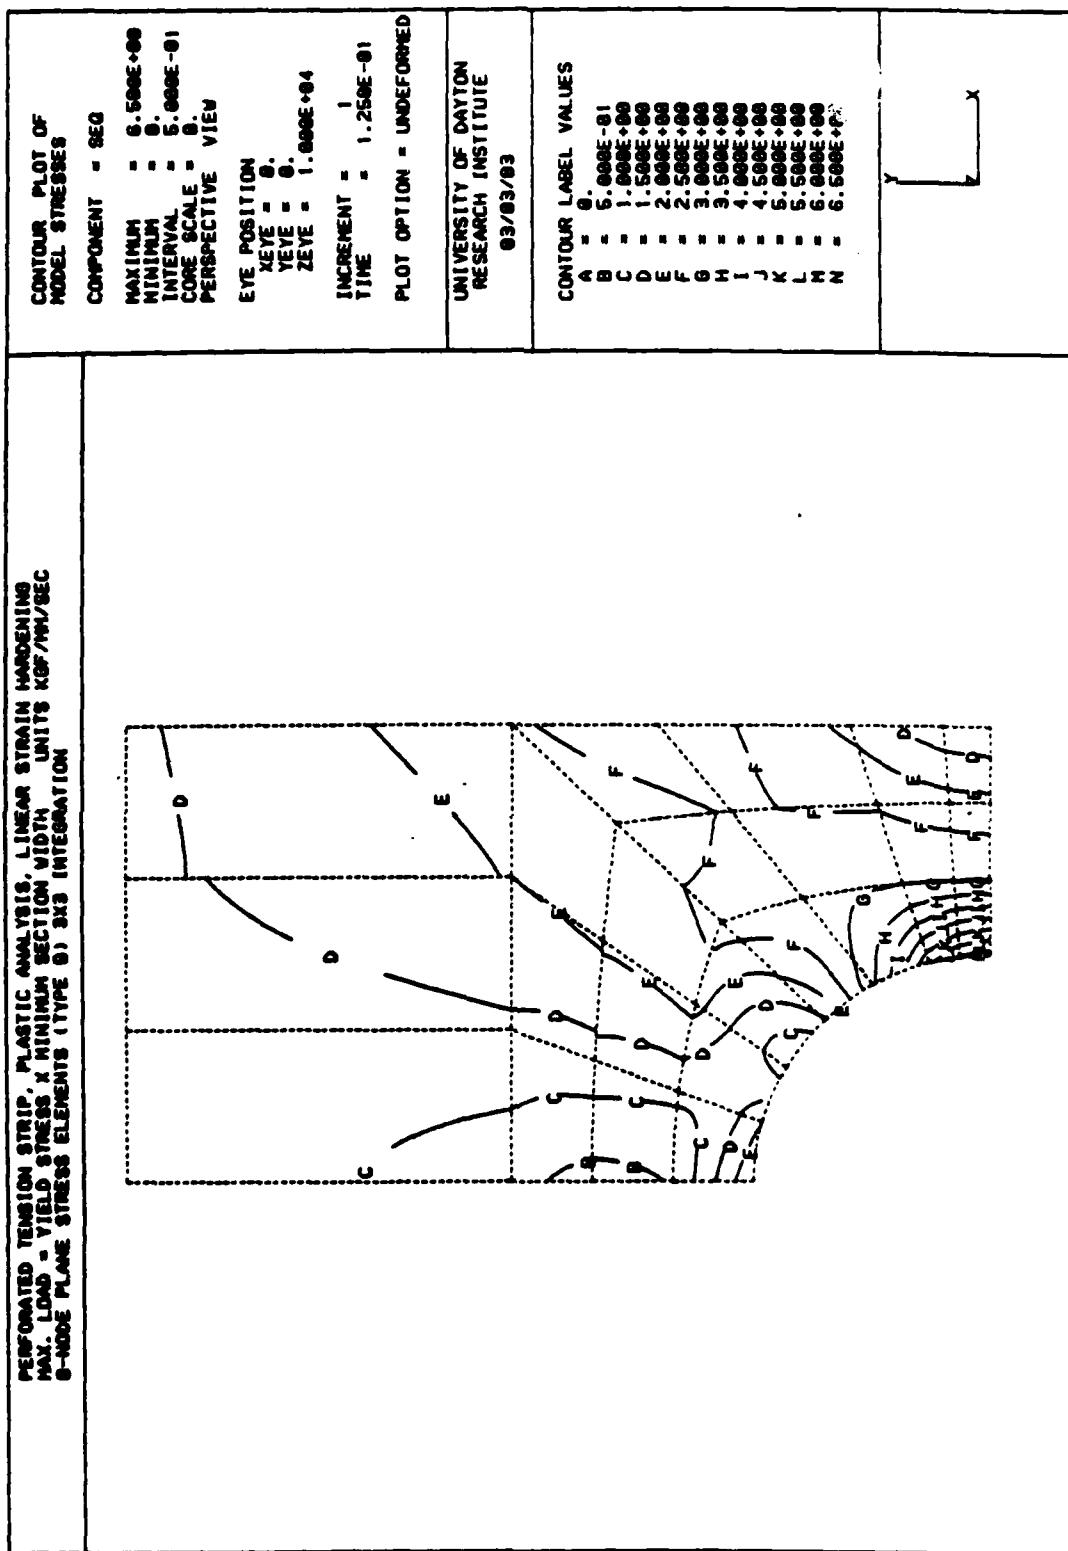 PERFORATED TENSION STRIP, PLASTIC ANALYSIS, LINEAR STRAIN HARDENING
MAX. LOAD = YIELD STRESS X MINIMUM SECTION WIDTH UNITS KGF/MM/SEC
8-NODE PLANE STRESS ELEMENTS (TYPE 9) 3X3 INTEGRATION
CONTOUR PLOT OF
MODEL STRESSES
COMPONENT = SEQ
MAXIMUM = 6.500E+00
MINIMUM = 0.
INTERVAL = 5.000E-01
CORE SCALE = 0.
PERSPECTIVE VIEW
EYE POSITION
XEYE = 0.
YEYE = 0.
ZEYE = 1.000E+04
INCREMENT = 1
TIME = 1.250E-01
PLOT OPTION = UNDEFORMED
UNIVERSITY OF DAYTON
RESEARCH INSTITUTE
03/03/83
CONTOUR LABEL VALUES
A = 0.
B = 5.000E-01
C = 1.000E+00
D = 1.500E+00
E = 2.000E+00
F = 2.500E+00
G = 3.000E+00
H = 3.500E+00
I = 4.000E+00
J = 4.500E+00
K = 5.000E+00
L = 5.500E+00
M = 6.000E+00
N = 6.500E+
Y
Z
X
D
E
D
C
E
F
F
D
C
B
E
F
F
D
C
B
E
F
D
C
D
E
G
H
I
F
E
D
C
E
F
E
D